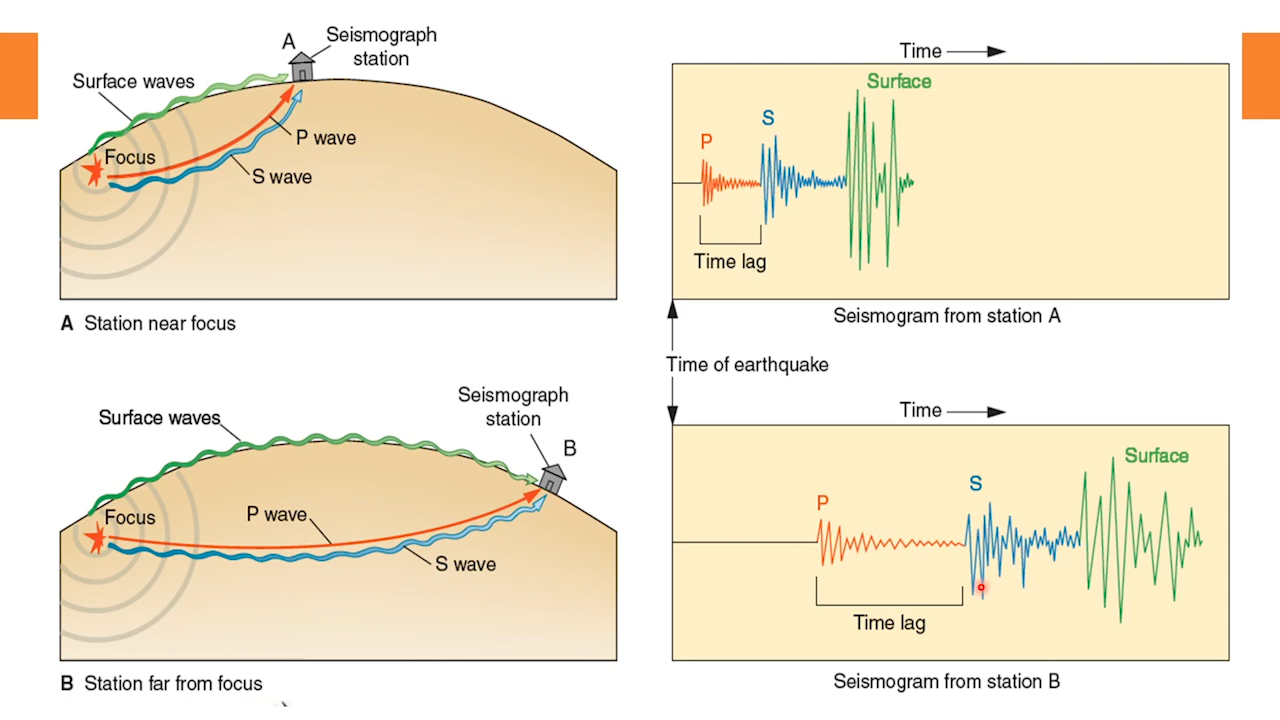 A
Seismograph
station
Surface waves
Focus
P wave
S wave
A Station near focus
Time
Surface
S
P
Time lag
Seismogram from station A
Time of earthquake
Seismograph
station
B
Surface waves
Focus
P wave
S wave
B Station far from focus
Time
Surface
S
P
Time lag
Seismogram from station B